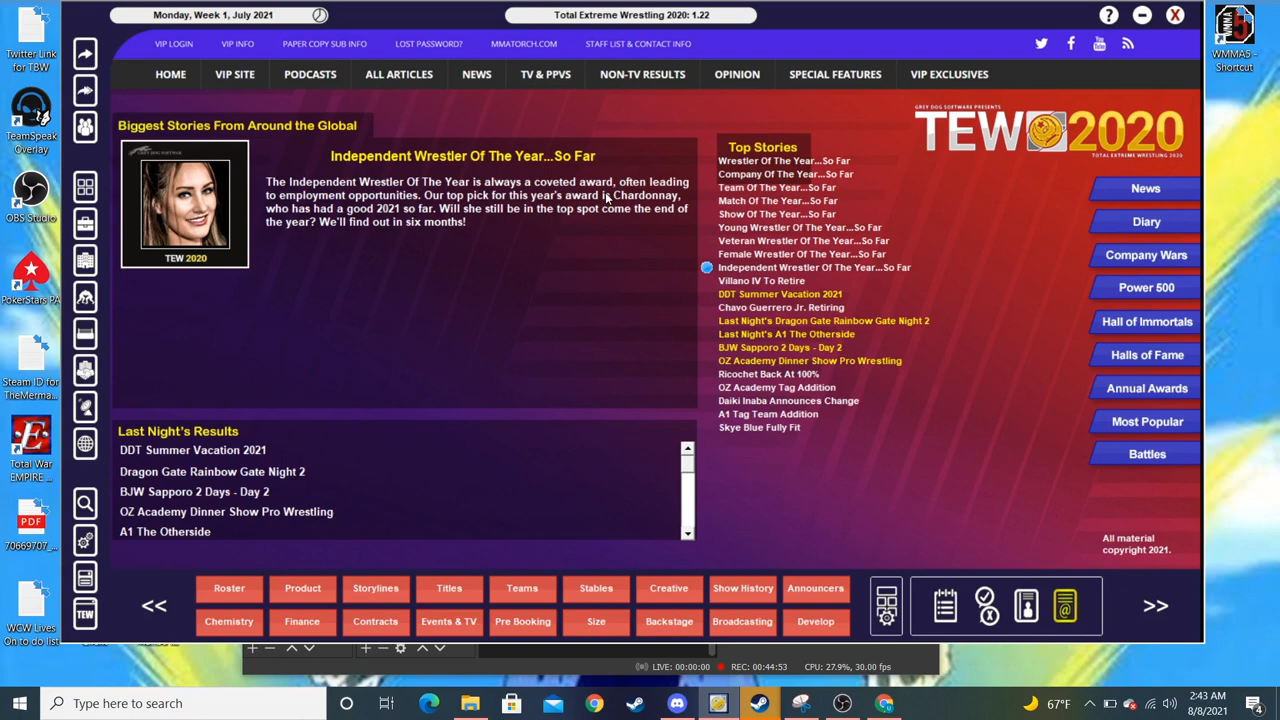 Twitter Link
for TBW
TeamSpeak
Overlay
OBS Studio
PokerStars PA
Steam ID for
TheMerma...
Total War
EMPIRE ...
PDF
70669707_...
WCW Lives
On to do list
WMMA5 -
Shortcut
Monday, Week 1, July 2021
Total Extreme Wrestling 2020: 1.22
? X
VIP LOGIN VIP INFO PAPER COPY SUB INFO LOST PASSWORD? MMATORCH.COM STAFF LIST & CONTACT INFO
HOME VIP SITE PODCASTS ALL ARTICLES NEWS TV & PPVS NON-TV RESULTS OPINION SPECIAL FEATURES VIP EXCLUSIVES
Biggest Stories From Around the Global
GREY DOG SOFTWARE
TEW 2020
Independent Wrestler Of The Year...So Far
The Independent Wrestler Of The Year is always a coveted award, often leading
to employment opportunities. Our top pick for this year's award is Chardonnay,
who has had a good 2021 so far. Will she still be in the top spot come the end of
the year? We'll find out in six months!
Top Stories
Wrestler Of The Year...So Far
Company Of The Year...So Far
Team Of The Year...So Far
Match Of The Year...So Far
Show Of The Year...So Far
Young Wrestler Of The Year...So Far
Veteran Wrestler Of The Year...So Far
Female Wrestler Of The Year...So Far
Independent Wrestler Of The Year...So Far
Villano IV To Retire
DDT Summer Vacation 2021
Chavo Guerrero Jr. Retiring
Last Night's Dragon Gate Rainbow Gate Night 2
Last Night's A1 The Otherside
BJW Sapporo 2 Days - Day 2
OZ Academy Dinner Show Pro Wrestling
Ricochet Back At 100%
OZ Academy Tag Addition
Daiki Inaba Announces Change
A1 Tag Team Addition
Skye Blue Fully Fit
GREY DOG SOFTWARE PRESENTS
TEW 2020
TOTAL EXTREME WRESTLING 2020
News
Diary
Company Wars
Power 500
Hall of Immortals
Halls of Fame
Annual Awards
Most Popular
Battles
Last Night's Results
DDT Summer Vacation 2021
Dragon Gate Rainbow Gate Night 2
BJW Sapporo 2 Days - Day 2
OZ Academy Dinner Show Pro Wrestling
A1 The Otherside
All material
copyright 2021.
TEW
<< Roster Product Storylines Titles Teams Stables Creative Show History Announcers >>
Chemistry Finance Contracts Events & TV Pre Booking Size Backstage Broadcasting Develop
LIVE: 00:00:00 REC: 00:44:53 CPU: 27.9%, 30.00 fps
Type here to search
67°F
2:43 AM
8/8/2021
4